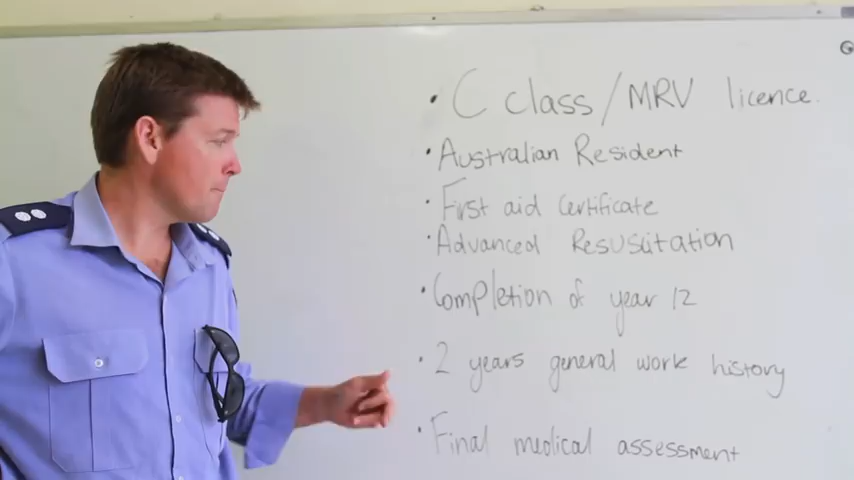 • C class/MRV licence.
• Australian Resident
• First aid certificate
• Advanced Resuscitation
• Completion of year 12
• 2 years general work history
• Final medical assessment